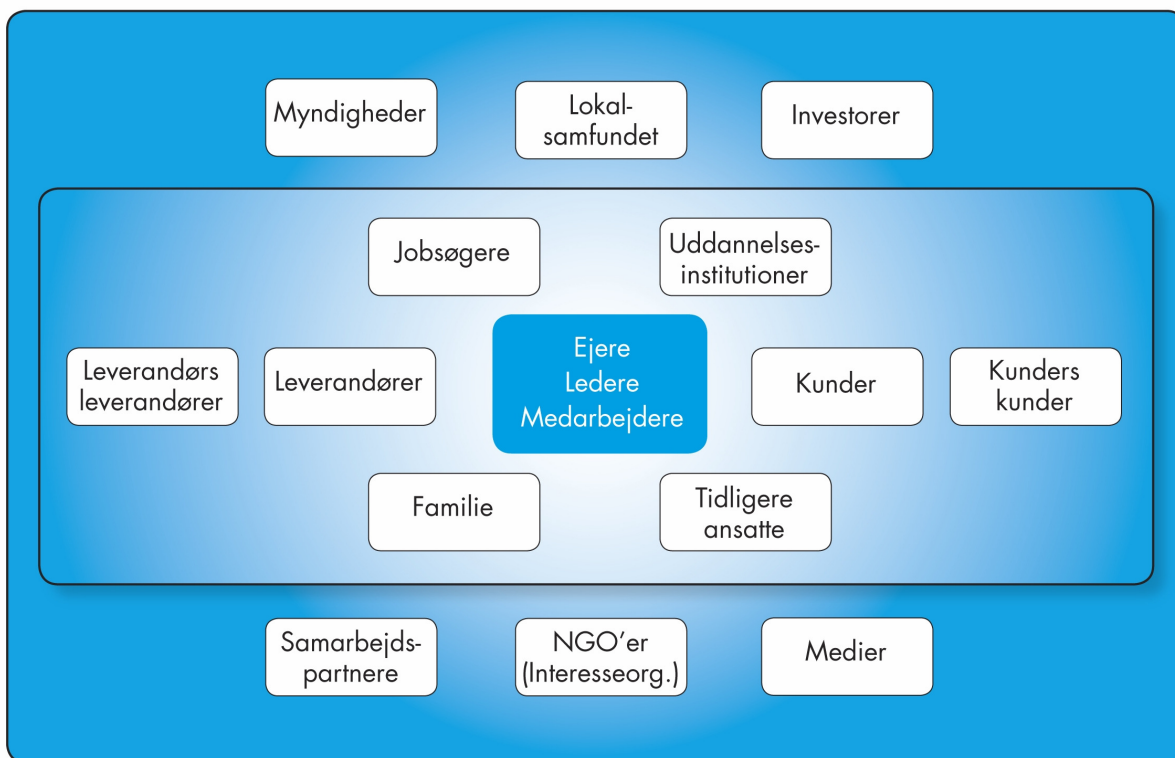 Myndigheder
Lokal-
samfundet
Investorer
Jobsøgere
Uddannelses-
institutioner
Leverandørs
leverandører
Leverandører
Ejere
Ledere
Medarbejdere
Kunder
Kunders
kunder
Familie
Tidligere
ansatte
Samarbejds-
partnere
NGO’er
(Interesseorg.)
Medier